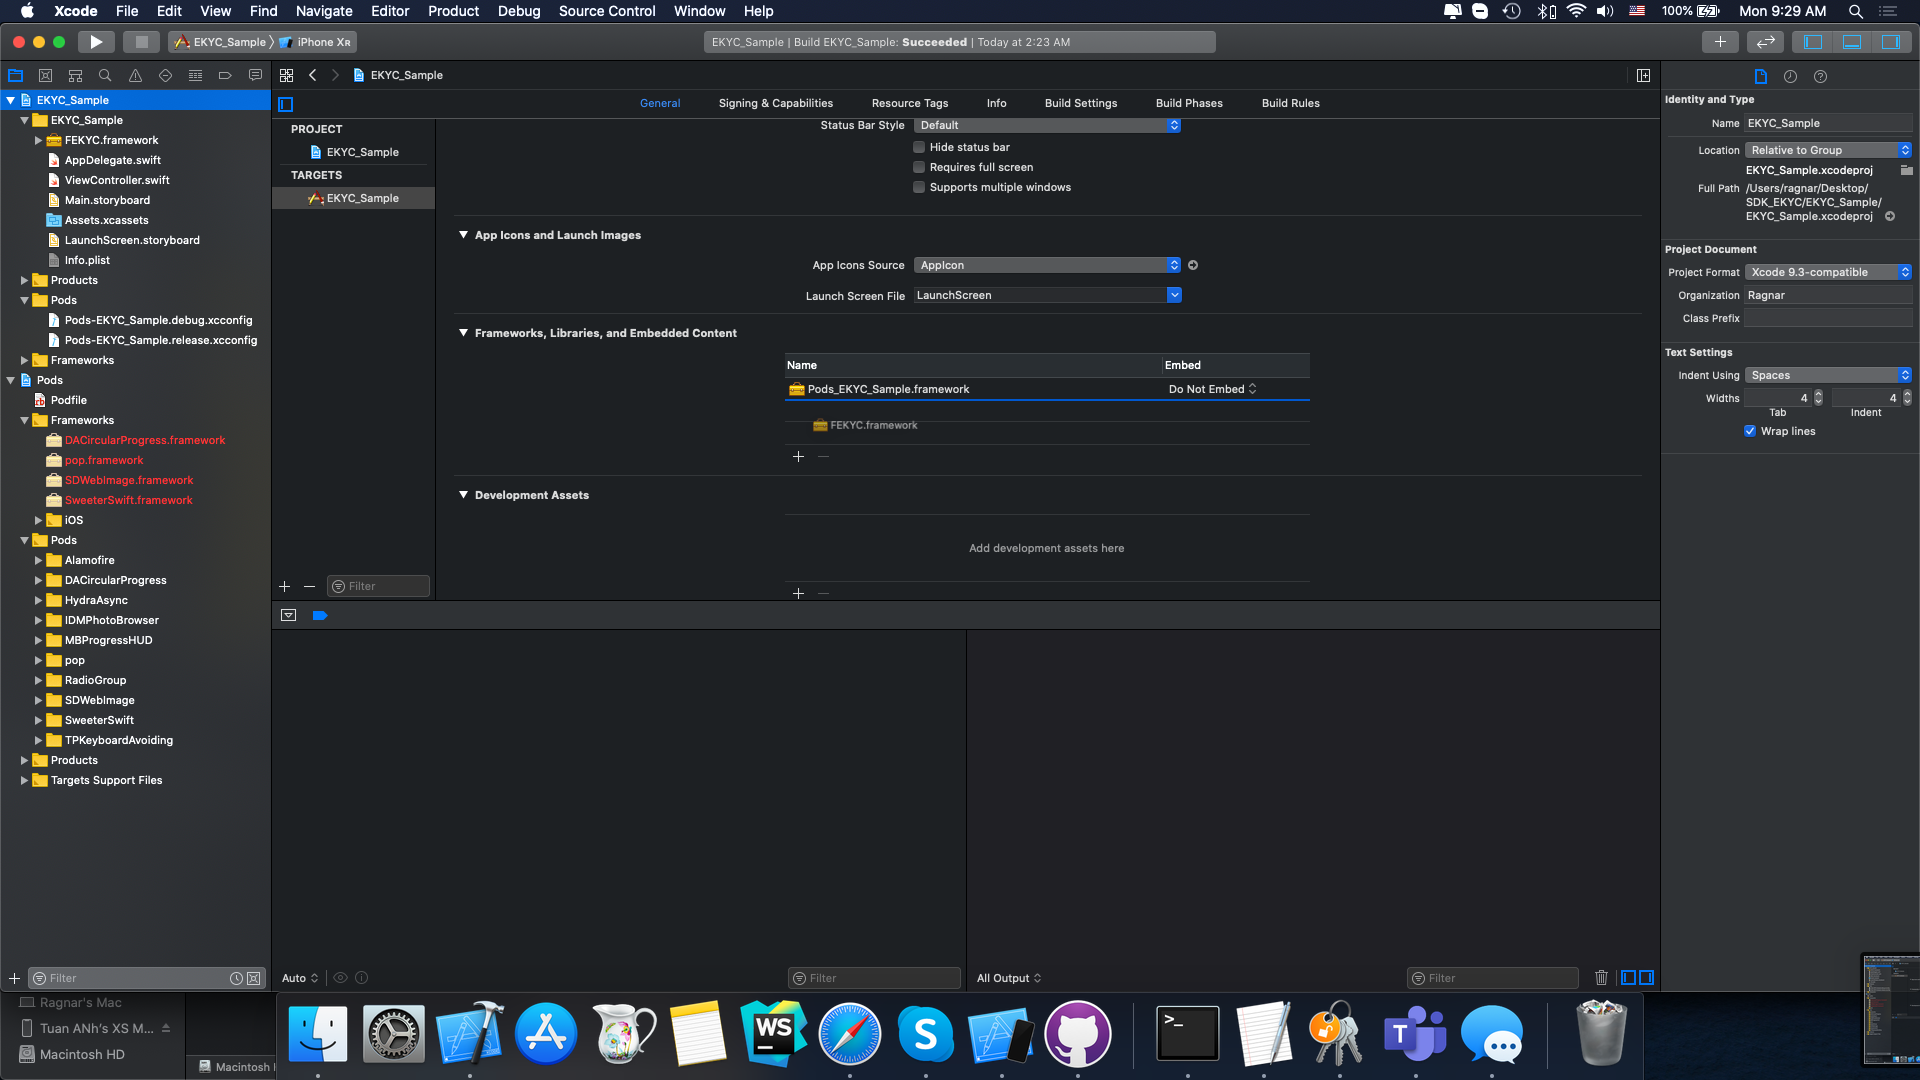 Xcode File Edit View Find Navigate Editor Product Debug Source Control Window Help
100% Mon 9:29 AM
EKYC_Sample iPhone XR
EKYC_Sample | Build EKYC_Sample: Succeeded | Today at 2:23 AM
EKYC_Sample
General Signing & Capabilities Resource Tags Info Build Settings Build Phases Build Rules
EKYC_Sample
EKYC_Sample
FEKYC.framework
AppDelegate.swift
ViewController.swift
Main.storyboard
Assets.xcassets
LaunchScreen.storyboard
Info.plist
Products
Pods
Pods-EKYC_Sample.debug.xcconfig
Pods-EKYC_Sample.release.xcconfig
Frameworks
Pods
Podfile
Frameworks
DACircularProgress.framework
pop.framework
SDWebImage.framework
SweeterSwift.framework
iOS
Pods
Alamofire
DACircularProgress
HydraAsync
IDMPhotoBrowser
MBProgressHUD
pop
RadioGroup
SDWebImage
SweeterSwift
TPKeyboardAvoiding
Products
Targets Support Files
Filter
PROJECT
EKYC_Sample
TARGETS
EKYC_Sample
Filter
Status Bar Style Default
Hide status bar
Requires full screen
Supports multiple windows
App Icons and Launch Images
App Icons Source AppIcon
Launch Screen File LaunchScreen
Frameworks, Libraries, and Embedded Content
Name Embed
Pods_EKYC_Sample.framework Do Not Embed
FEKYC.framework
Development Assets
Add development assets here
Auto
Filter
All Output
Filter
Identity and Type
Name EKYC_Sample
Location Relative to Group
EKYC_Sample.xcodeproj
Full Path /Users/ragnar/Desktop/
SDK_EKYC/EKYC_Sample/
EKYC_Sample.xcodeproj
Project Document
Project Format Xcode 9.3-compatible
Organization Ragnar
Class Prefix
Text Settings
Indent Using Spaces
Widths 4 4
Tab Indent
Wrap lines
Ragnar's Mac
Tuan ANh's XS M...
Macintosh HD
Macintosh
WS